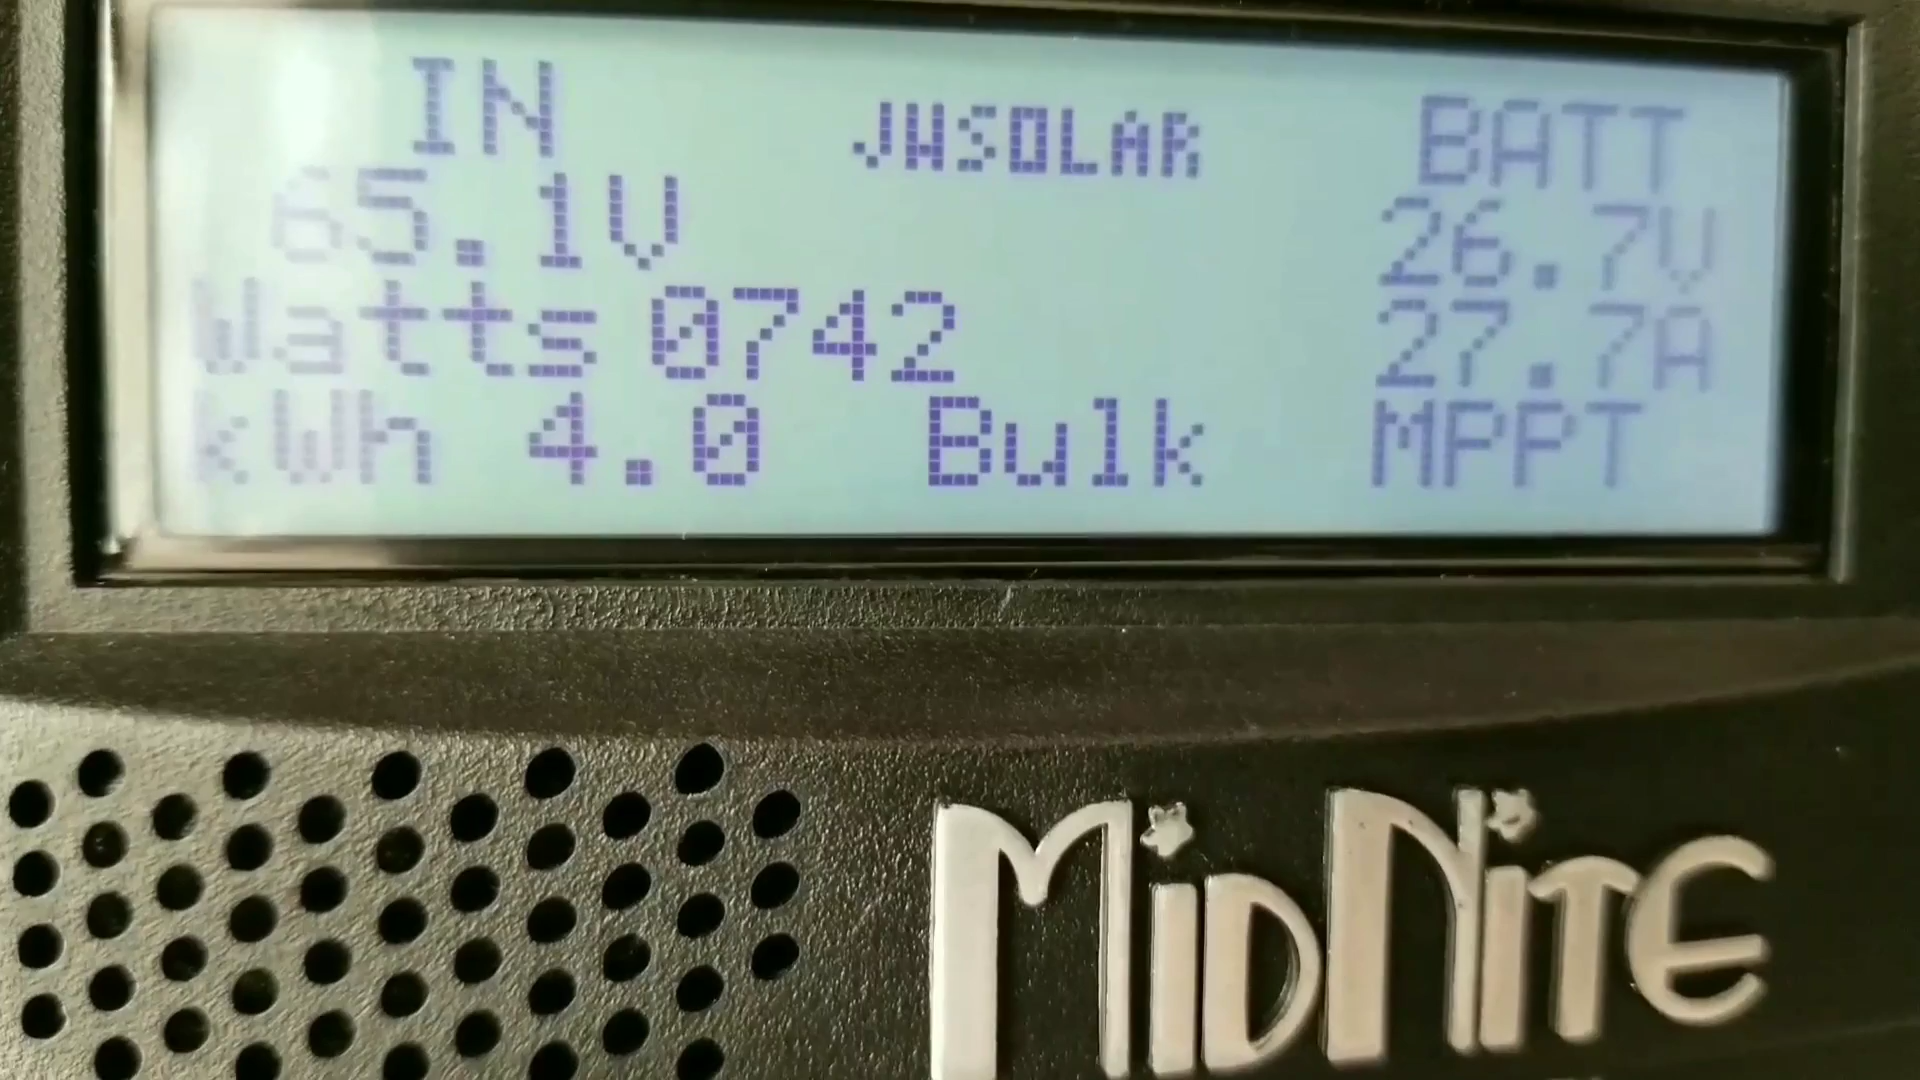 IN JWSOLAR BATT
65.1V 26.7V
Watts 0742 27.7A
kWh 4.0 Bulk MPPT
MIDNITE